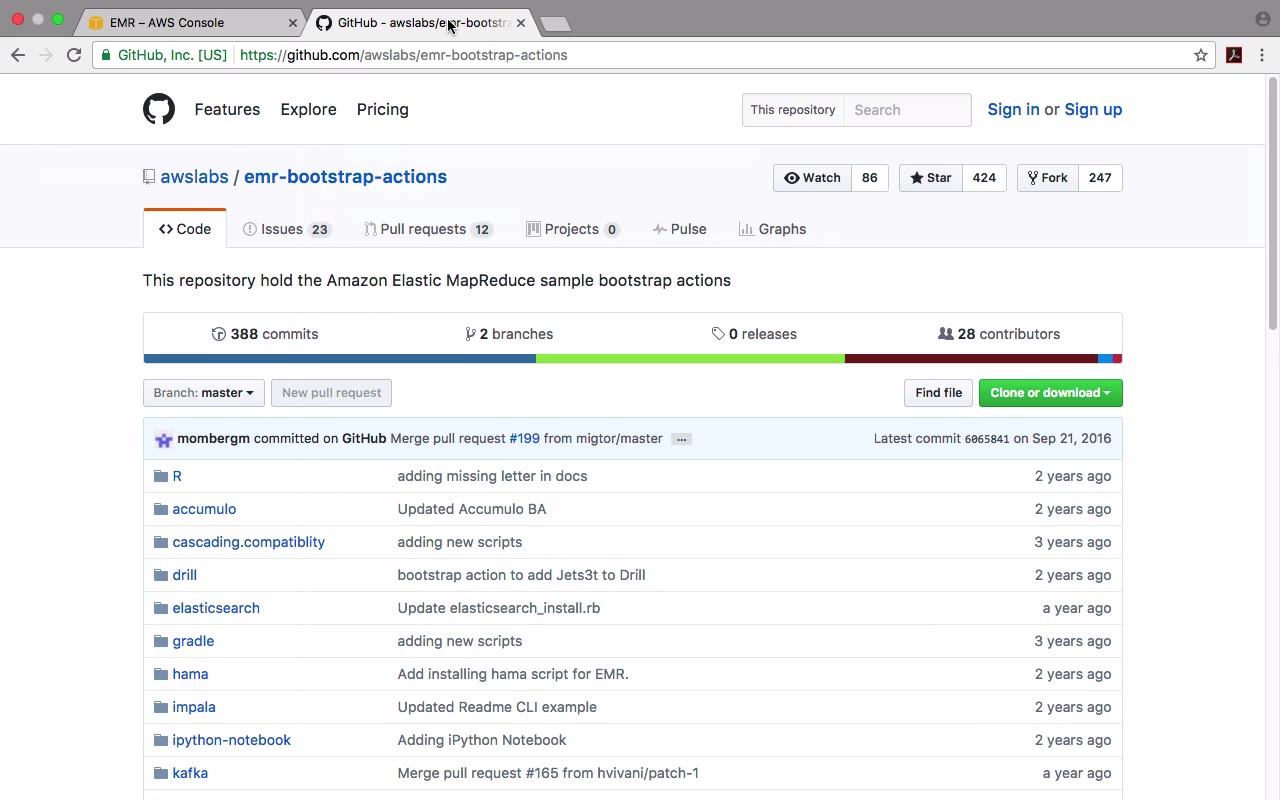 EMR – AWS Console
GitHub - awslabs/emr-bootstra
GitHub, Inc. [US] https://github.com/awslabs/emr-bootstrap-actions
Features Explore Pricing This repository Search Sign in or Sign up
awslabs / emr-bootstrap-actions Watch 86 Star 424 Fork 247
Code Issues 23 Pull requests 12 Projects 0 Pulse Graphs
This repository hold the Amazon Elastic MapReduce sample bootstrap actions
388 commits 2 branches 0 releases 28 contributors
Branch: master New pull request Find file Clone or download
mombergm committed on GitHub Merge pull request #199 from migtor/master ... Latest commit 6065841 on Sep 21, 2016
R adding missing letter in docs 2 years ago
accumulo Updated Accumulo BA 2 years ago
cascading.compatiblity adding new scripts 3 years ago
drill bootstrap action to add Jets3t to Drill 2 years ago
elasticsearch Update elasticsearch_install.rb a year ago
gradle adding new scripts 3 years ago
hama Add installing hama script for EMR. 2 years ago
impala Updated Readme CLI example 2 years ago
ipython-notebook Adding iPython Notebook 2 years ago
kafka Merge pull request #165 from hvivani/patch-1 a year ago